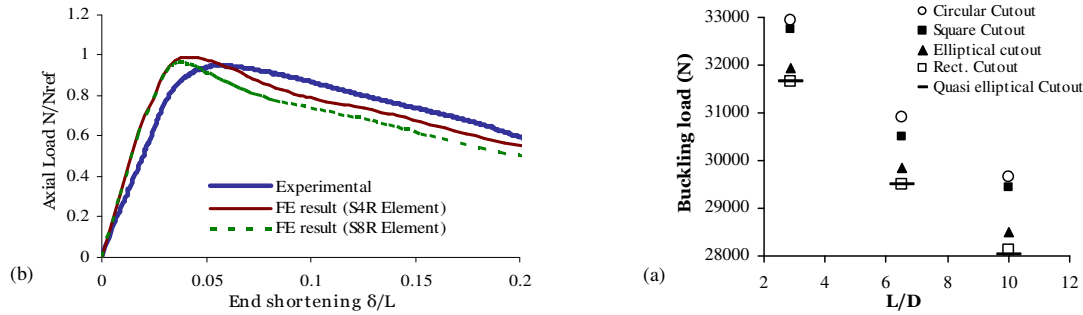 1.2
1
0.8
0.6
0.4
0.2
0
Axial Load N/Nref
Experimental
FE result (S4R Element)
FE result (S8R Element)
0 0.05 0.1 0.15 0.2
End shortening δ/L
(b)
33000
32000
31000
30000
29000
28000
Buckling load (N)
Circular Cutout
Square Cutout
Elliptical cutout
Rect. Cutout
Quasi elliptical Cutout
2 4 6 8 10 12
L/D
(a)